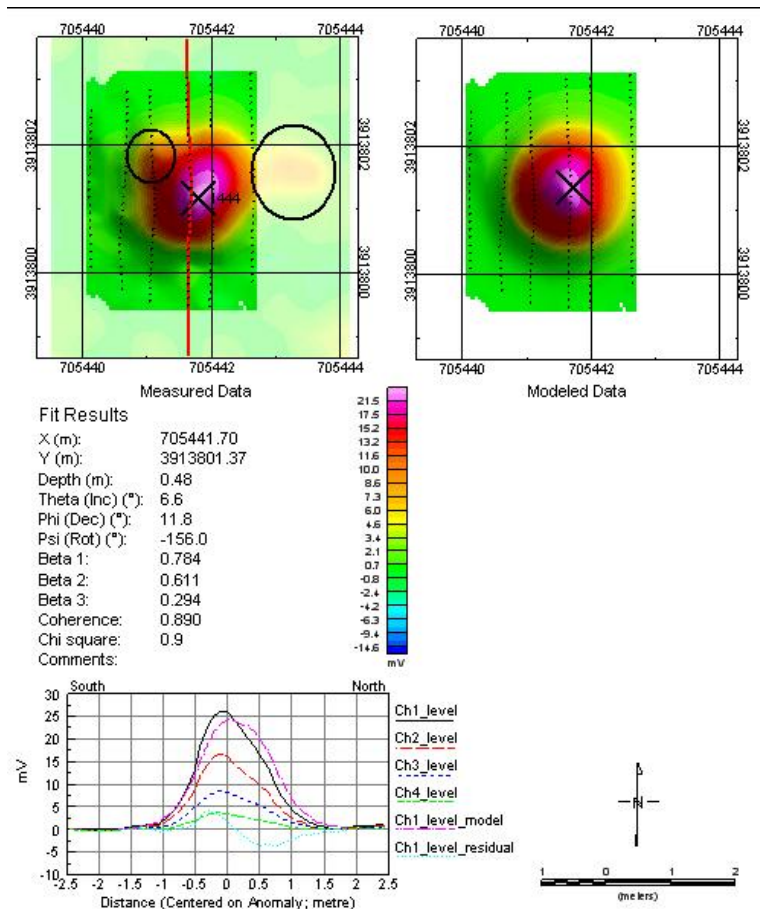 705440 705442 705444 705440 705442 705444
3913802 3913802 3913802 3913802
444
3913800 3913800 3913800 3913800
705440 705442 705444 705440 705442 705444
Measured Data Modeled Data
Fit Results
X (m): 705441.70
Y (m): 3913801.37
Depth (m): 0.48
Theta (Inc) (°): 6.6
Phi (Dec) (°): 11.8
Psi (Rot) (°): -156.0
Beta 1: 0.784
Beta 2: 0.611
Beta 3: 0.294
Coherence: 0.890
Chi square: 0.9
Comments:
21.5
17.5
15.2
13.2
11.6
10.0
8.6
7.3
6.0
4.6
3.4
2.1
0.7
-0.8
-2.4
-4.2
-6.3
-9.4
-14.6
mV
South North
30
25
20
15
10
5
0
-5
-10
mV
-2.5 -2 -1.5 -1 -0.5 0 0.5 1 1.5 2 2.5
Distance (Centered on Anomaly; metre)
Ch1_level
Ch2_level
Ch3_level
Ch4_level
Ch1_level_model
Ch1_level_residual
N
1 0 1 2
(meters)